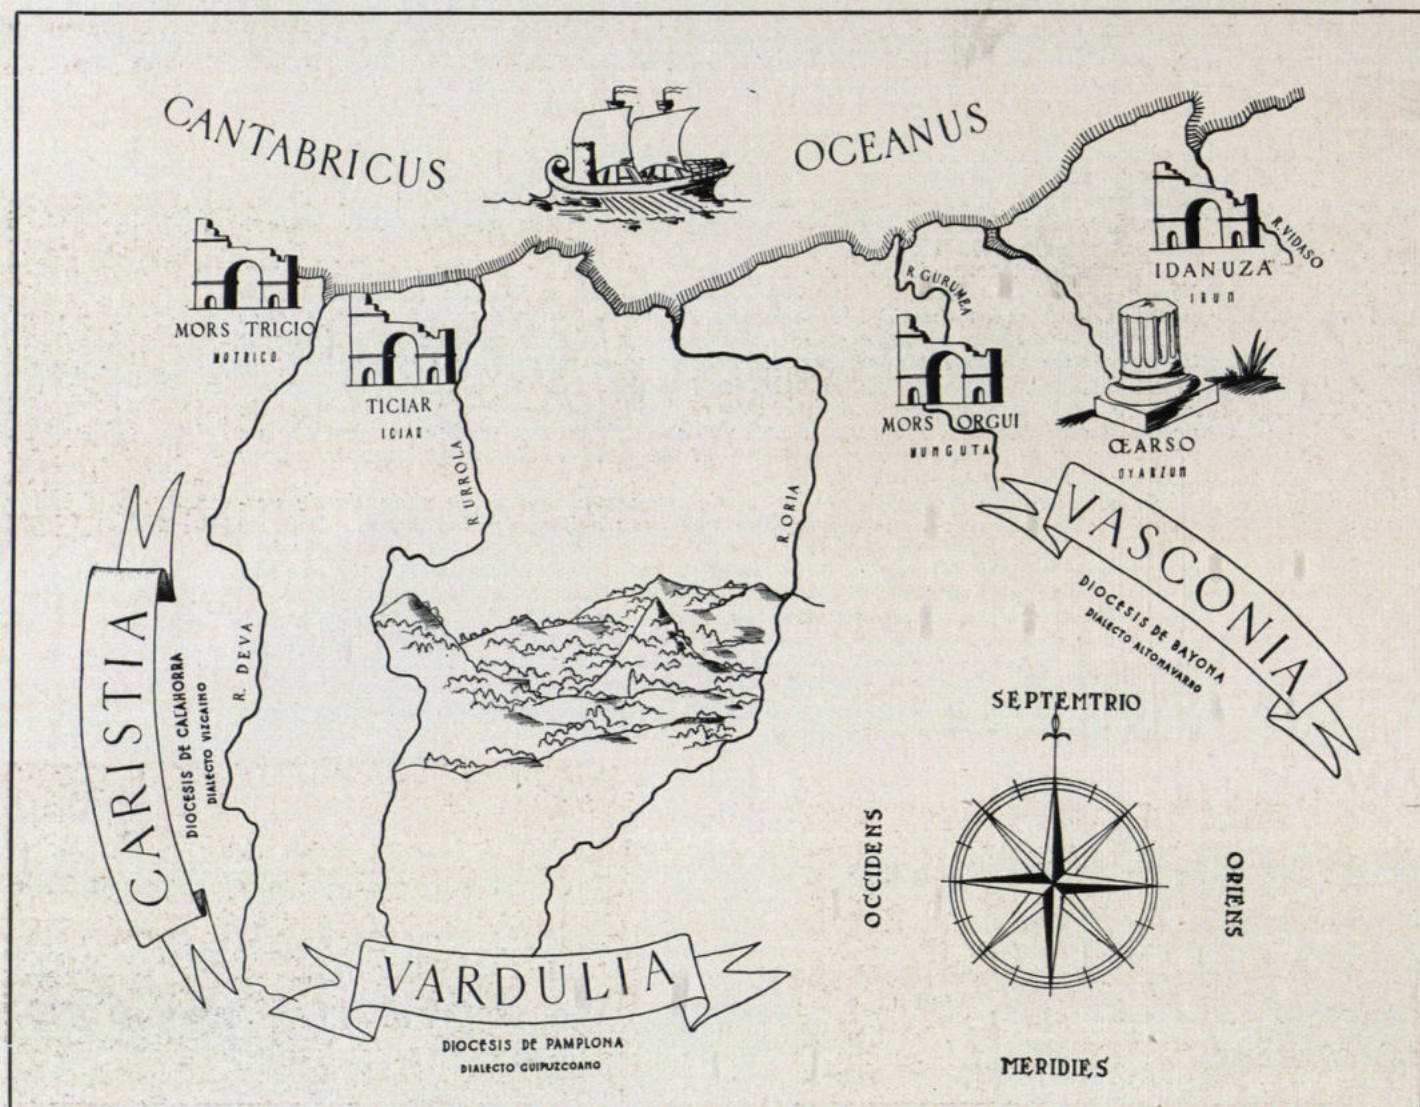 CANTABRICUS
OCEANUS
MORS TRICIO
MOTRICO
TICIAR
ICIAR
R. VIDASO
IDANUZA
IRUN
R GURUMEA
MORS ORGUI
MUNGUTA
ŒARSO
OYARZUN
R URROLA
R. ORIA
R. DEVA
CARISTIA
DIOCESIS DE CALAHORRA
DIALECTO VIZCAINO
VASCONIA
DIOCESIS DE BAYONA
DIALECTO ALTONAVARRO
VARDULIA
DIOCESIS DE PAMPLONA
DIALECTO GUIPUZCOANO
SEPTEMTRIO
OCCIDENS
ORIENS
MERIDIES